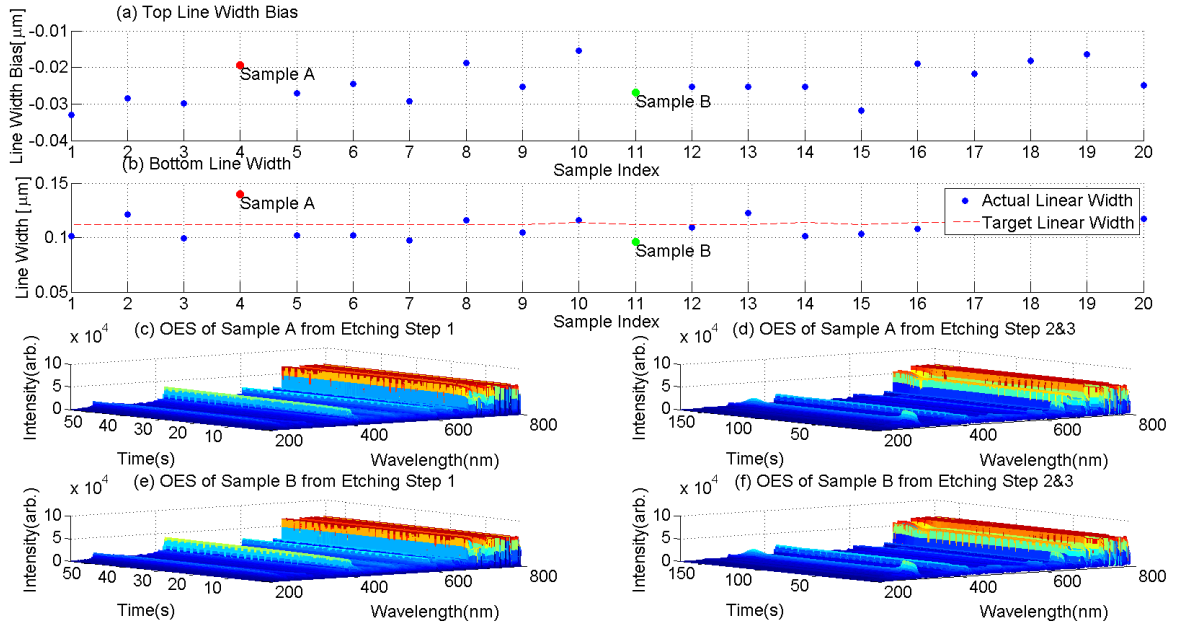 (a) Top Line Width Bias
Line Width Bias[μm]
-0.01
-0.02
-0.03
-0.04
Sample A
Sample B
1 2 3 4 5 6 7 8 9 10 11 12 13 14 15 16 17 18 19 20
Sample Index
(b) Bottom Line Width
Line Width [μm]
0.15
0.1
0.05
Sample A
Sample B
Actual Linear Width
Target Linear Width
1 2 3 4 5 6 7 8 9 10 11 12 13 14 15 16 17 18 19 20
Sample Index
(c) OES of Sample A from Etching Step 1
x 10^4
Intensity(arb.)
10
5
0
50 40 30 20 10
Time(s)
200 400 600 800
Wavelength(nm)
(d) OES of Sample A from Etching Step 2&3
x 10^4
Intensity(arb.)
10
5
0
150 100 50
Time(s)
200 400 600 800
Wavelength(nm)
(e) OES of Sample B from Etching Step 1
x 10^4
Intensity(arb.)
10
5
0
50 40 30 20 10
Time(s)
200 400 600 800
Wavelength(nm)
(f) OES of Sample B from Etching Step 2&3
x 10^4
Intensity(arb.)
10
5
0
150 100 50
Time(s)
200 400 600 800
Wavelength(nm)